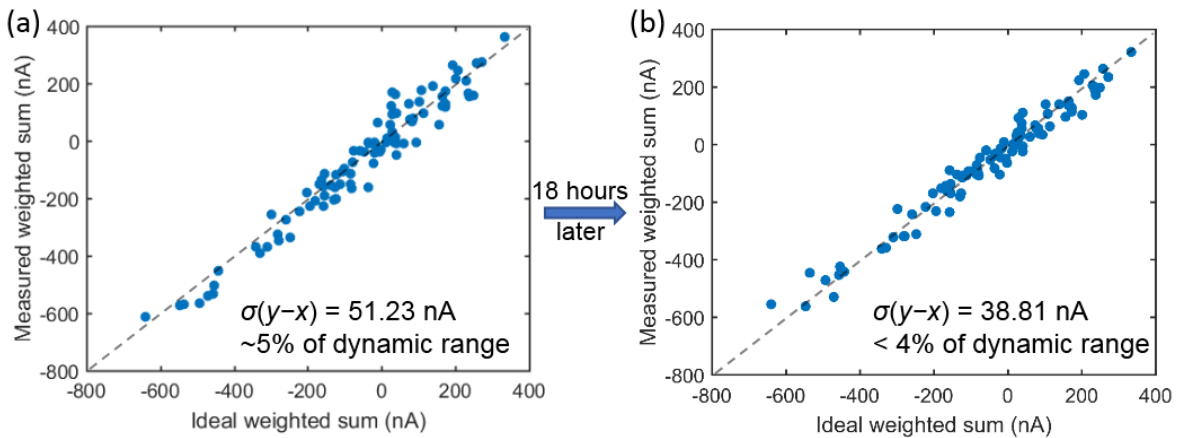 (a)
400
200
0
-200
-400
-600
-800
Measured weighted sum (nA)
-800 -600 -400 -200 0 200 400
Ideal weighted sum (nA)
σ(y−x) = 51.23 nA
~5% of dynamic range
18 hours
later
(b)
400
200
0
-200
-400
-600
-800
Measured weighted sum (nA)
-800 -600 -400 -200 0 200 400
Ideal weighted sum (nA)
σ(y−x) = 38.81 nA
< 4% of dynamic range